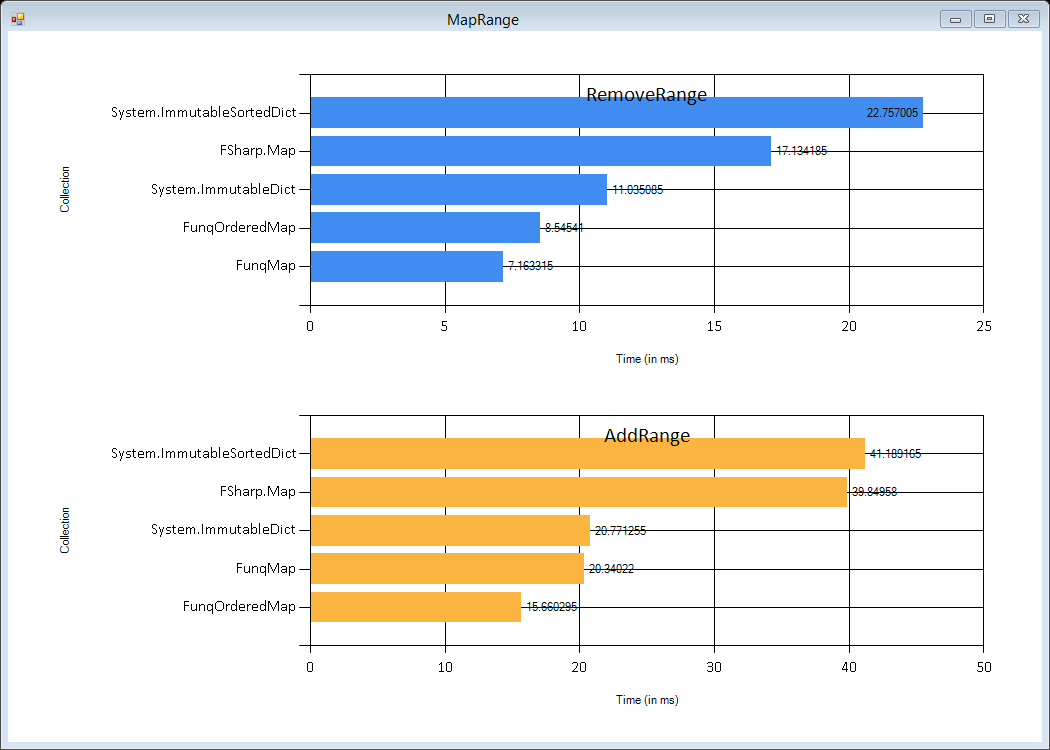 MapRange
RemoveRange
Collection
System.ImmutableSortedDict 22.757005
FSharp.Map 17.134185
System.ImmutableDict 11.035085
FunqOrderedMap 8.54541
FunqMap 7.163315
0 5 10 15 20 25
Time (in ms)
AddRange
Collection
System.ImmutableSortedDict 41.189165
FSharp.Map 39.84958
System.ImmutableDict 20.771255
FunqMap 20.34022
FunqOrderedMap 15.660295
0 10 20 30 40 50
Time (in ms)